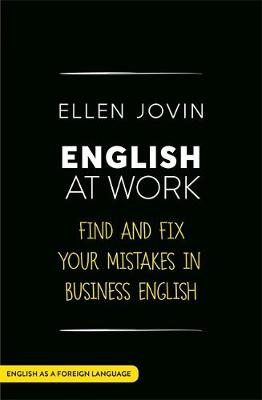 ELLEN JOVIN
ENGLISH
AT WORK
FIND AND FIX
YOUR MISTAKES IN
BUSINESS ENGLISH
ENGLISH AS A FOREIGN LANGUAGE